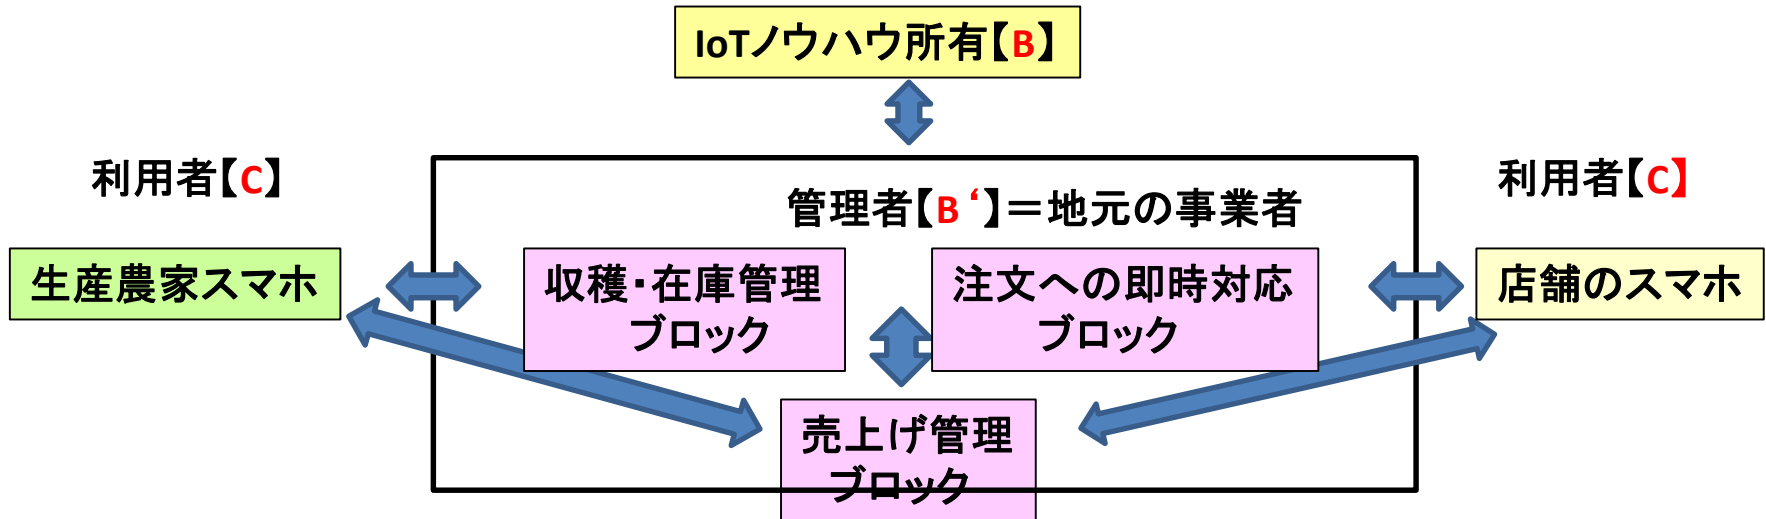 IoTノウハウ所有【B】
利用者【C】
利用者【C】
管理者【B‘】＝地元の事業者
生産農家スマホ
収穫・在庫管理
ブロック
注文への即時対応
ブロック
店舗のスマホ
売上げ管理
ブロック